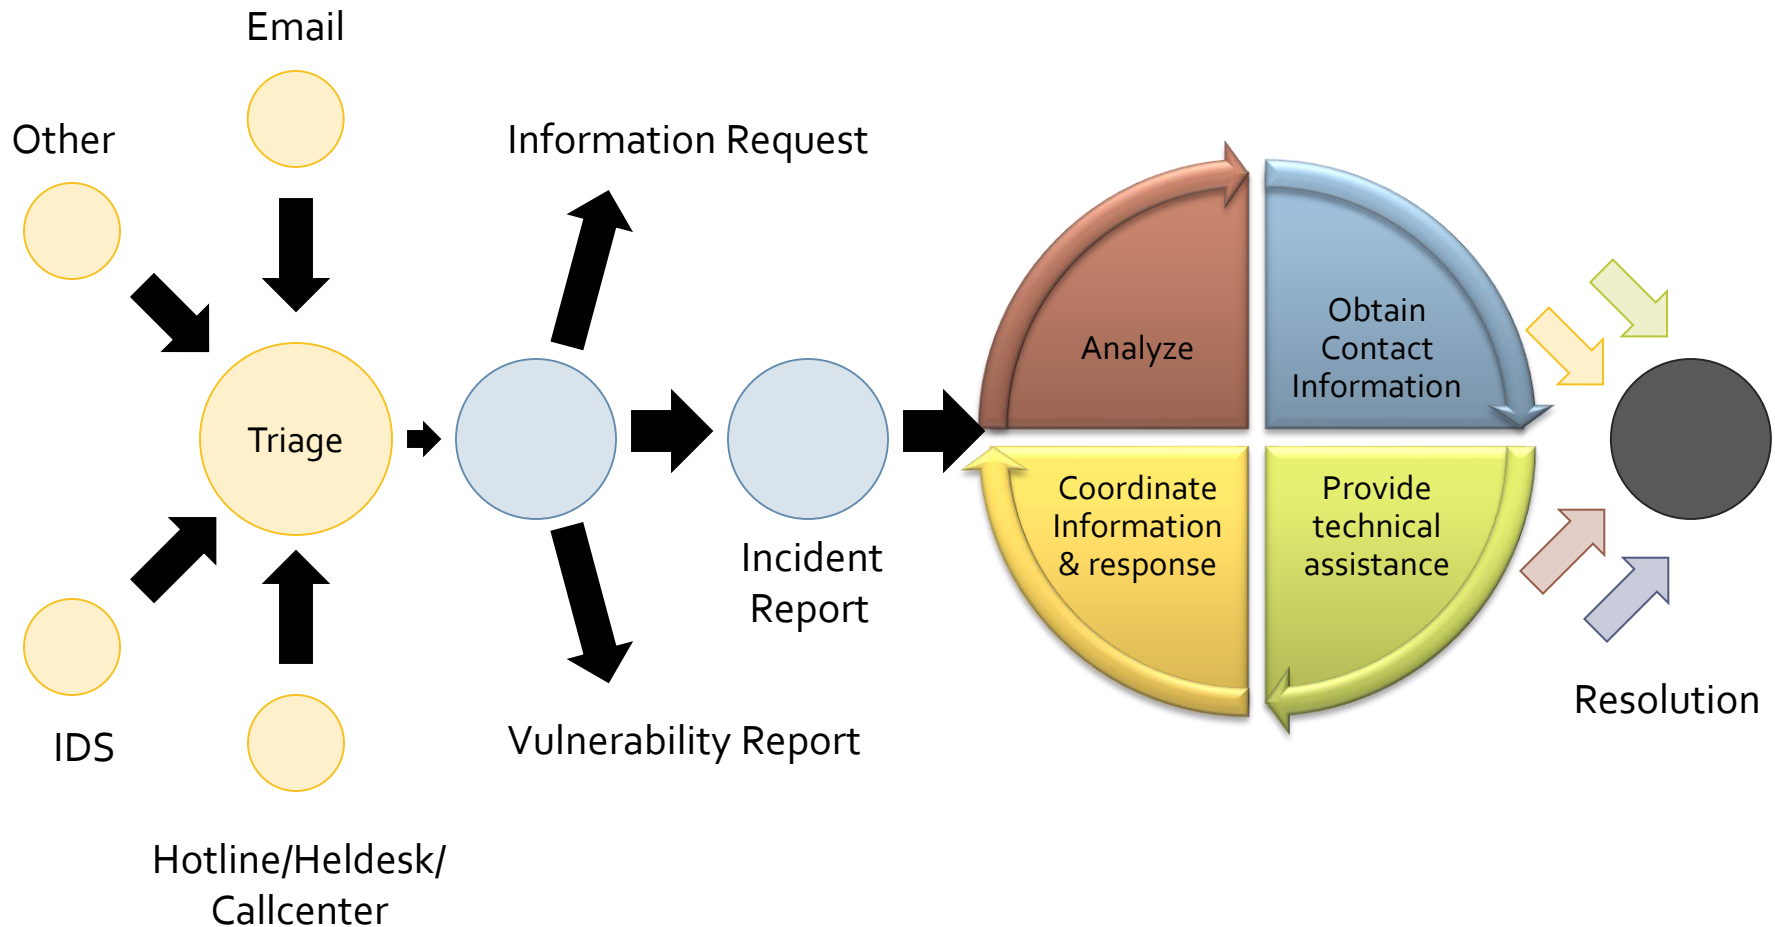 Email
Other
Information Request
Triage
IDS
Hotline/Heldesk/
Callcenter
Vulnerability Report
Incident
Report
Analyze
Obtain
Contact
Information
Coordinate
Information
& response
Provide
technical
assistance
Resolution